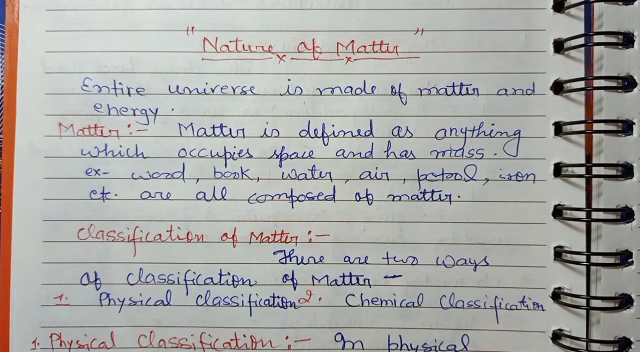 "Nature of Matter"
Entire universe is made of matter and
energy.
Matter :- Matter is defined as anything
which occupies space and has mass.
ex- wood, book, water, air, petrol, iron
etc. are all composed of matter.
Classification of Matter :-
There are two ways
of classification of Matter -
1. Physical classification 2. Chemical Classification
1. Physical Classification :- In physical